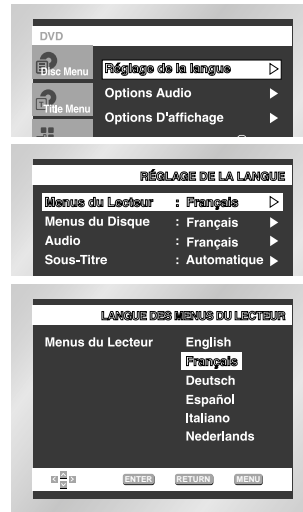 DVD
Disc Menu
Réglage de la langue
Options Audio
Title Menu
Options D'affichage
RÉGLAGE DE LA LANGUE
Menus du Lecteur : Français
Menus du Disque : Français
Audio : Français
Sous-Titre : Automatique
LANGUE DES MENUS DU LECTEUR
Menus du Lecteur English
Français
Deutsch
Español
Italiano
Nederlands
ENTER RETURN MENU